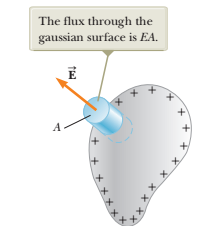 The flux through the
gaussian surface is EA.
E
A